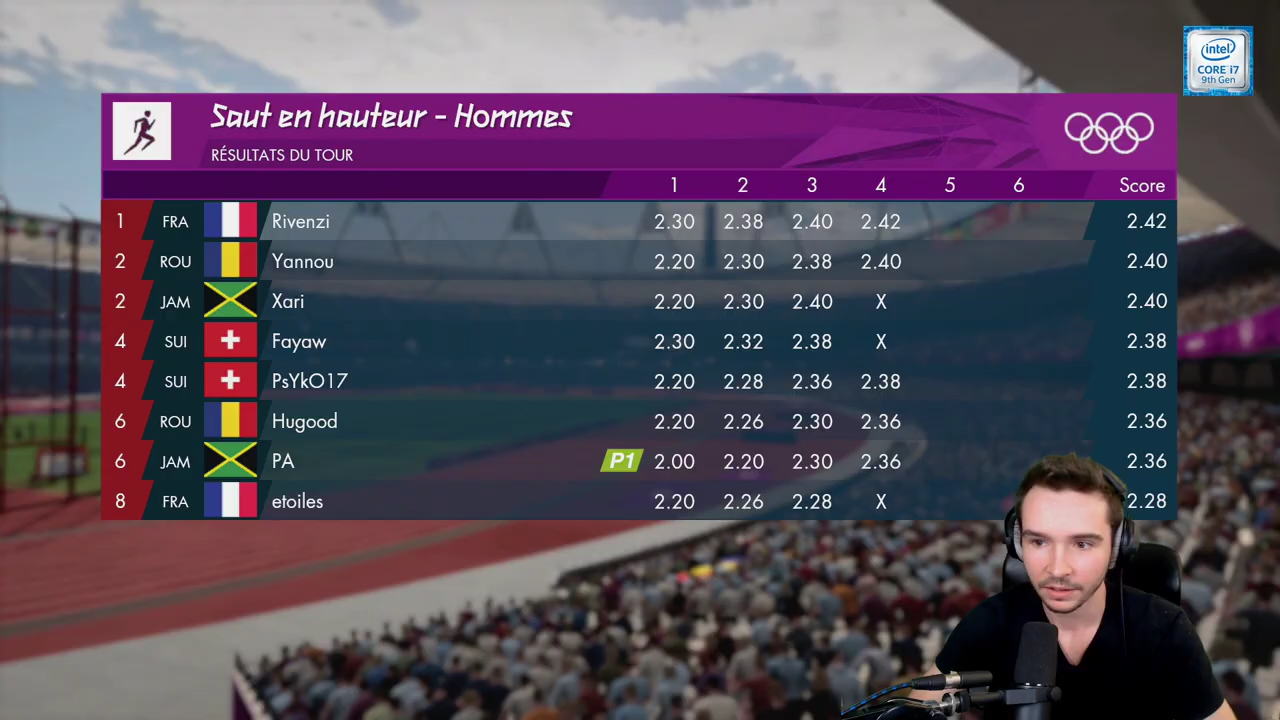 intel
CORE i7
9th Gen
Saut en hauteur - Hommes
RÉSULTATS DU TOUR
1 2 3 4 5 6 Score
1 FRA Rivenzi 2.30 2.38 2.40 2.42 2.42
2 ROU Yannou 2.20 2.30 2.38 2.40 2.40
2 JAM Xari 2.20 2.30 2.40 X 2.40
4 SUI Fayaw 2.30 2.32 2.38 X 2.38
4 SUI PsYkO17 2.20 2.28 2.36 2.38 2.38
6 ROU Hugood 2.20 2.26 2.30 2.36 2.36
6 JAM PA P1 2.00 2.20 2.30 2.36 2.36
8 FRA etoiles 2.20 2.26 2.28 X 2.28